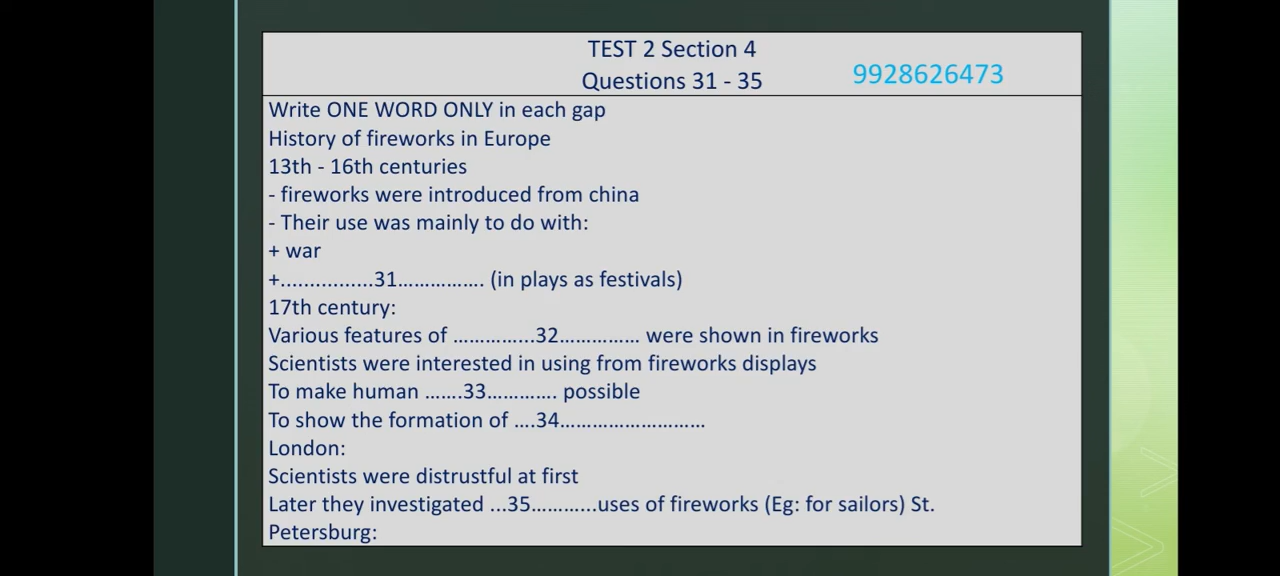 TEST 2 Section 4
Questions 31 - 35
9928626473
Write ONE WORD ONLY in each gap
History of fireworks in Europe
13th - 16th centuries
- fireworks were introduced from china
- Their use was mainly to do with:
+ war
+................31................ (in plays as festivals)
17th century:
Various features of …………...32…………… were shown in fireworks
Scientists were interested in using from fireworks displays
To make human …….33…………. possible
To show the formation of ….34……………………
London:
Scientists were distrustful at first
Later they investigated ...35………...uses of fireworks (Eg: for sailors) St.
Petersburg: